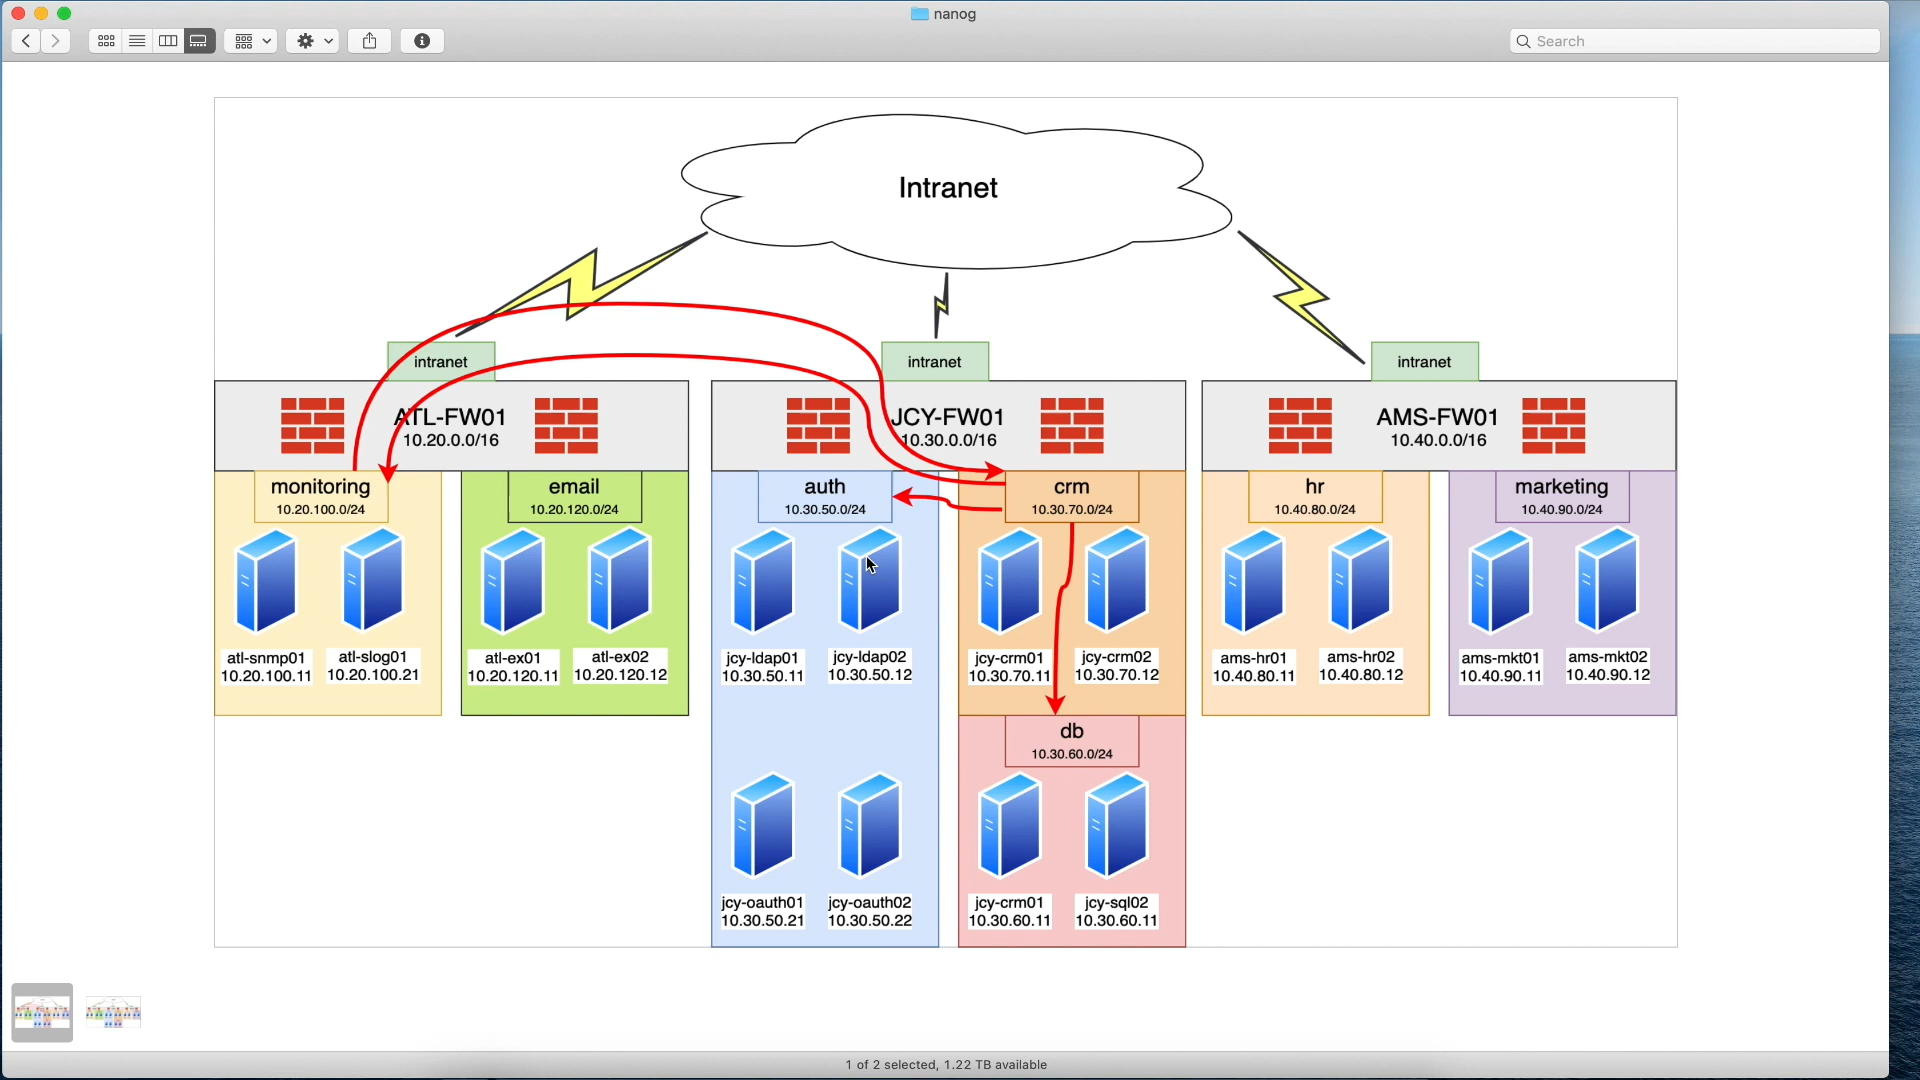 nanog
Search
Intranet
intranet
intranet
intranet
ATL-FW01
10.20.0.0/16
JCY-FW01
10.30.0.0/16
AMS-FW01
10.40.0.0/16
monitoring
10.20.100.0/24
email
10.20.120.0/24
auth
10.30.50.0/24
crm
10.30.70.0/24
hr
10.40.80.0/24
marketing
10.40.90.0/24
atl-snmp01
10.20.100.11
atl-slog01
10.20.100.21
atl-ex01
10.20.120.11
atl-ex02
10.20.120.12
jcy-ldap01
10.30.50.11
jcy-ldap02
10.30.50.12
jcy-crm01
10.30.70.11
jcy-crm02
10.30.70.12
ams-hr01
10.40.80.11
ams-hr02
10.40.80.12
ams-mkt01
10.40.90.11
ams-mkt02
10.40.90.12
db
10.30.60.0/24
jcy-oauth01
10.30.50.21
jcy-oauth02
10.30.50.22
jcy-crm01
10.30.60.11
jcy-sql02
10.30.60.11
1 of 2 selected, 1.22 TB available